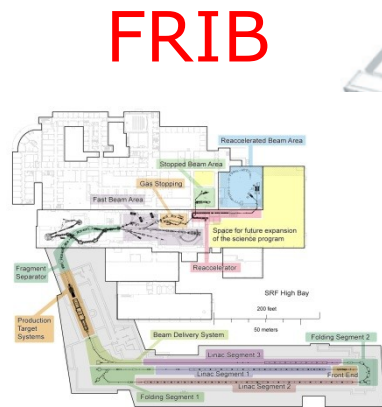 FRIB
Reaccelerated Beam Area
Stopped Beam Area
Gas Stopping
Fast Beam Area
Space for future expansion
of the science program
Fragment
Separator
Reaccelerator
SRF High Bay
200 feet
50 meters
Production
Target
Systems
Beam Delivery System
Folding Segment 2
Linac Segment 3
Linac Segment 1
Front End
Linac Segment 2
Folding Segment 1